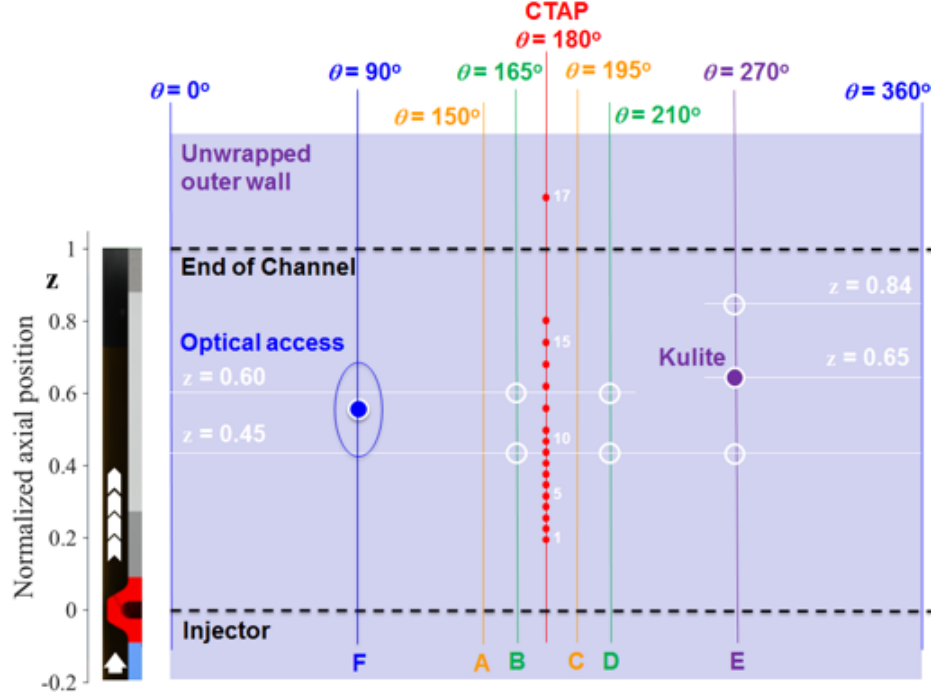 CTAP
θ = 180°
θ = 0°
θ = 90°
θ = 165°
θ = 195°
θ = 270°
θ = 360°
θ = 150°
θ = 210°
Unwrapped
outer wall
17
1
z
End of Channel
z = 0.84
0.8
Optical access
15
Kulite
z = 0.65
z = 0.60
0.6
z = 0.45
10
0.4
5
0.2
1
0
Injector
-0.2
F
A
B
C
D
E
Normalized axial position